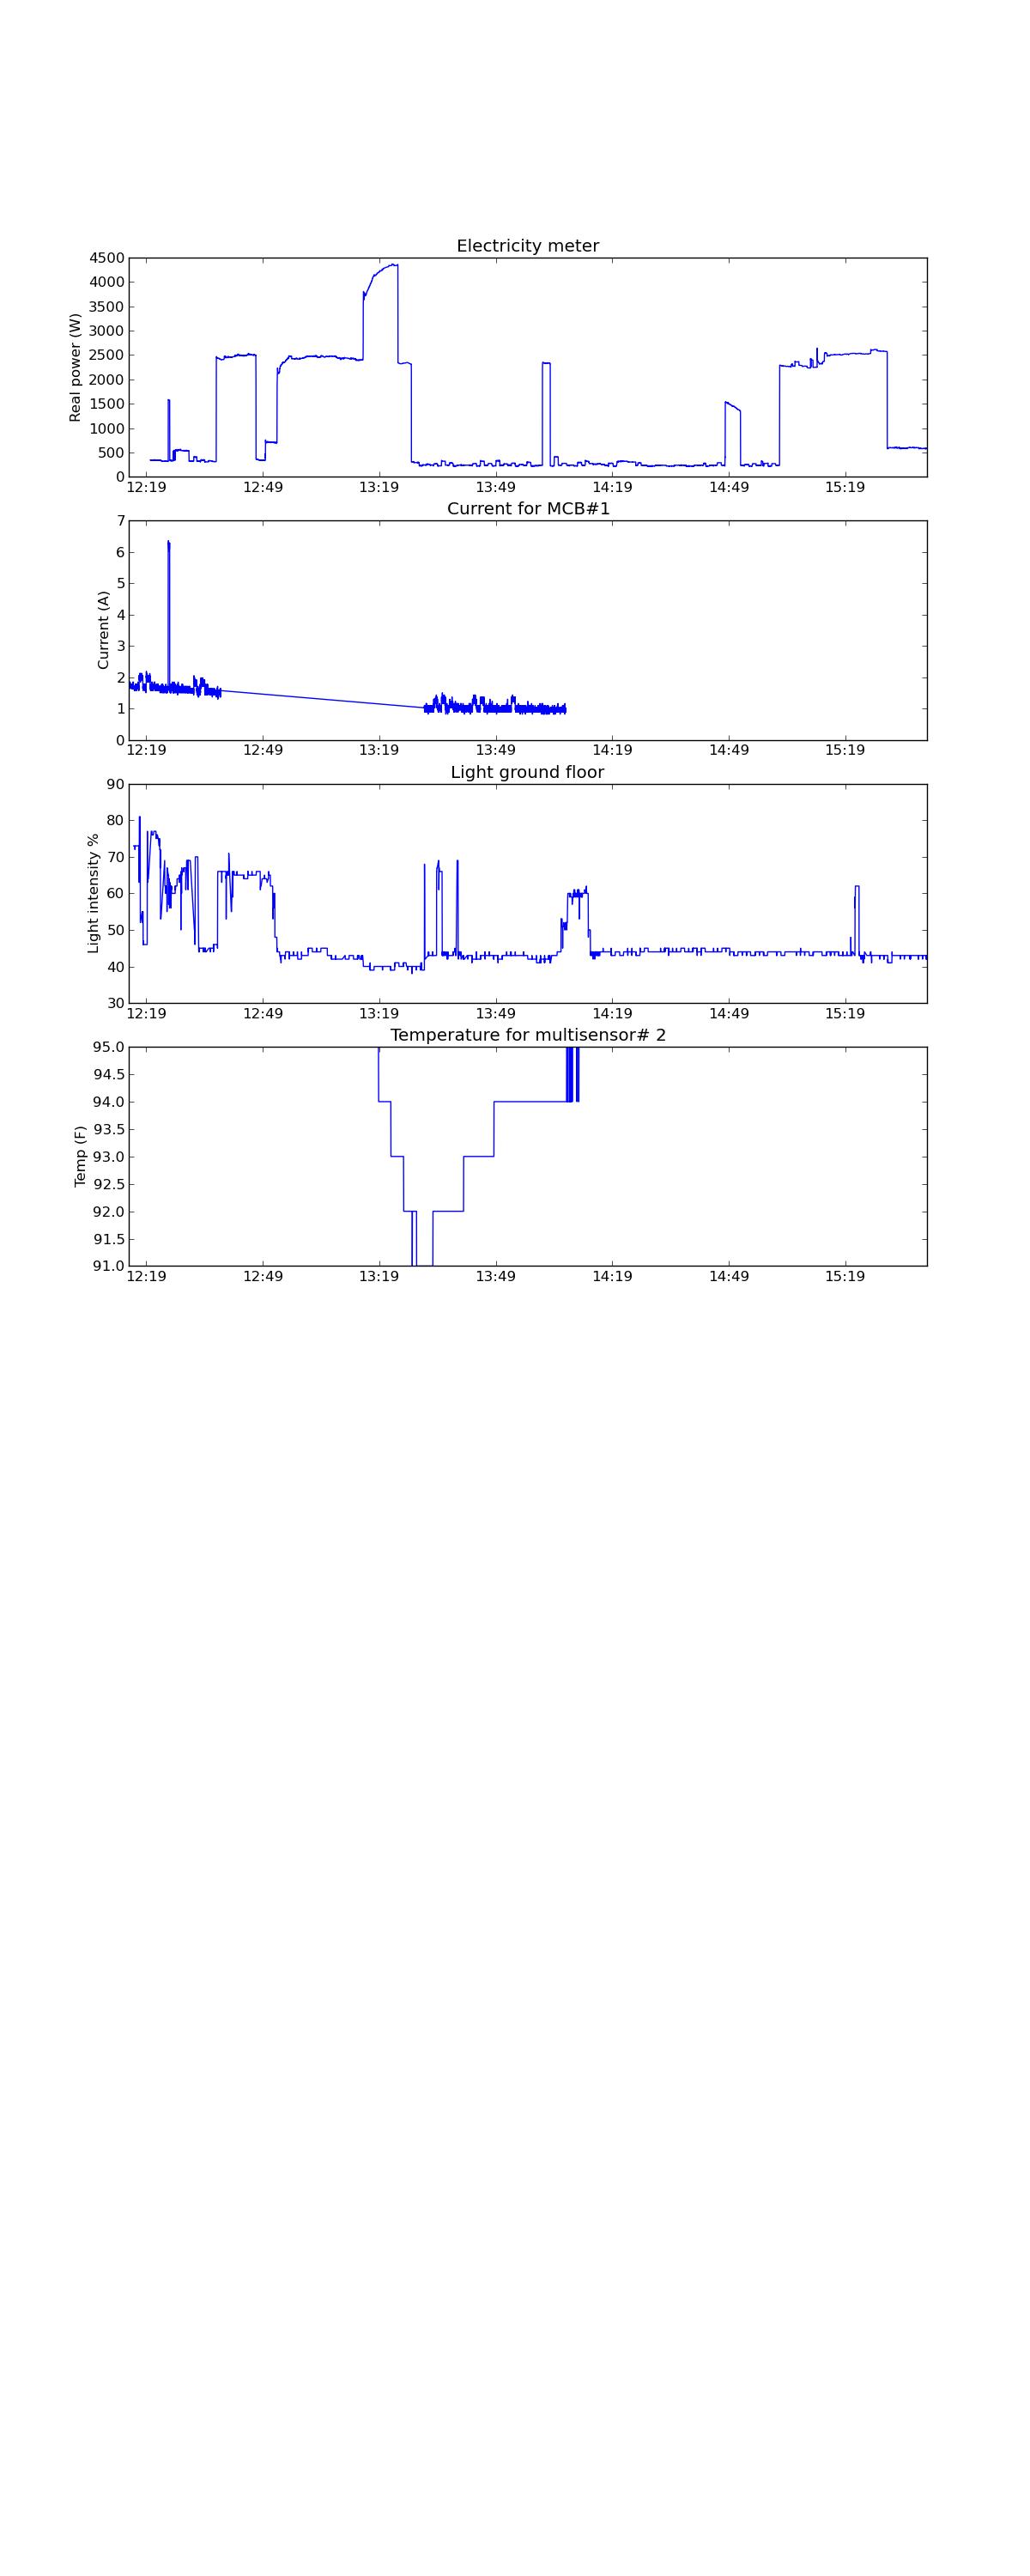 Electricity meter
4500
4000
3500
3000
2500
2000
1500
1000
500
0
Real power (W)
12:19 12:49 13:19 13:49 14:19 14:49 15:19
Current for MCB#1
7
6
5
4
3
2
1
0
Current (A)
12:19 12:49 13:19 13:49 14:19 14:49 15:19
Light ground floor
90
80
70
60
50
40
30
Light intensity %
12:19 12:49 13:19 13:49 14:19 14:49 15:19
Temperature for multisensor# 2
95.0
94.5
94.0
93.5
93.0
92.5
92.0
91.5
91.0
Temp (F)
12:19 12:49 13:19 13:49 14:19 14:49 15:19